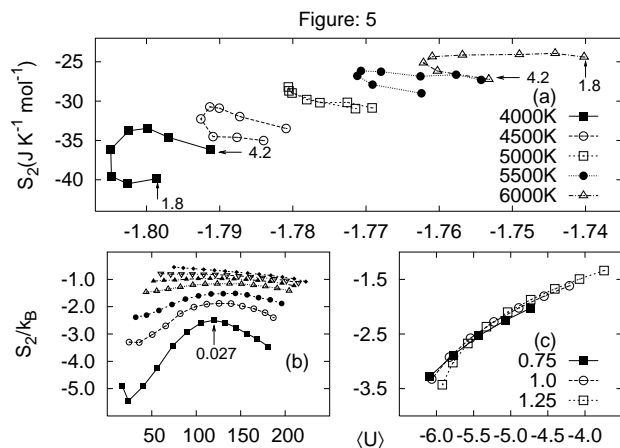 Figure: 5
S2(J K-1 mol-1)
-25
-30
-35
-40
4.2
1.8
4.2
1.8
(a)
4000K
4500K
5000K
5500K
6000K
-1.80 -1.79 -1.78 -1.77 -1.76 -1.75 -1.74
S2/kB
-1.0
-2.0
-3.0
-4.0
-5.0
0.027
(b)
50 100 150 200
⟨U⟩
-1.5
-2.5
-3.5
(c)
0.75
1.0
1.25
-6.0 -5.5 -5.0 -4.5 -4.0